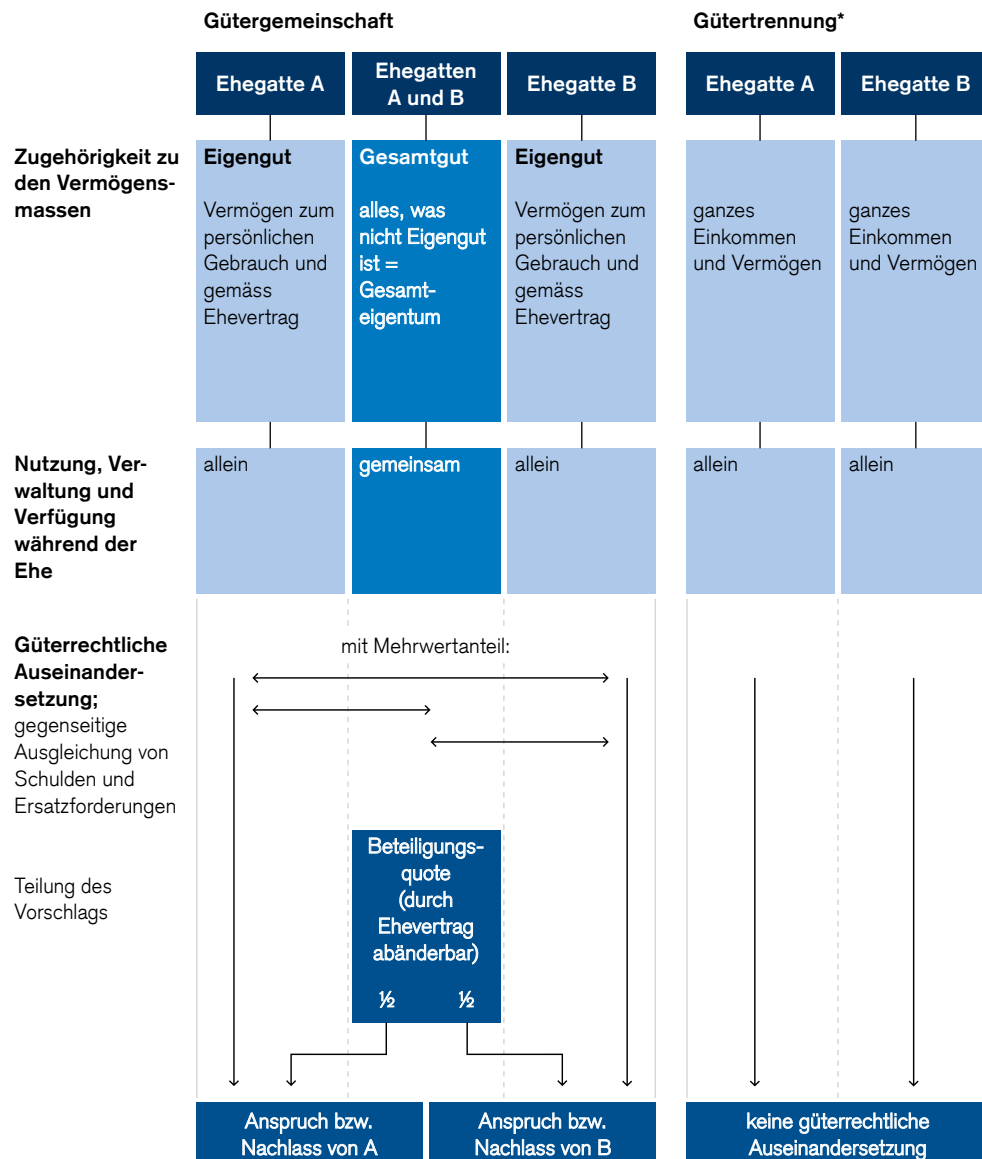 Gütergemeinschaft
Gütertrennung*
Ehegatte A
Ehegatten
A und B
Ehegatte B
Ehegatte A
Ehegatte B
Zugehörigkeit zu
den Vermögens-
massen
Eigengut
Vermögen zum
persönlichen
Gebrauch und
gemäss
Ehevertrag
Gesamtgut
alles, was
nicht Eigengut
ist =
Gesamt-
eigentum
Eigengut
Vermögen zum
persönlichen
Gebrauch und
gemäss
Ehevertrag
ganzes
Einkommen
und Vermögen
ganzes
Einkommen
und Vermögen
Nutzung, Ver-
waltung und
Verfügung
während der
Ehe
allein
gemeinsam
allein
allein
allein
Güterrechtliche
Auseinander-
setzung;
gegenseitige
Ausgleichung von
Schulden und
Ersatzforderungen
mit Mehrwertanteil:
Teilung des
Vorschlags
Beteiligungs-
quote
(durch
Ehevertrag
abänderbar)
½ ½
Anspruch bzw.
Nachlass von A
Anspruch bzw.
Nachlass von B
keine güterrechtliche
Auseinandersetzung